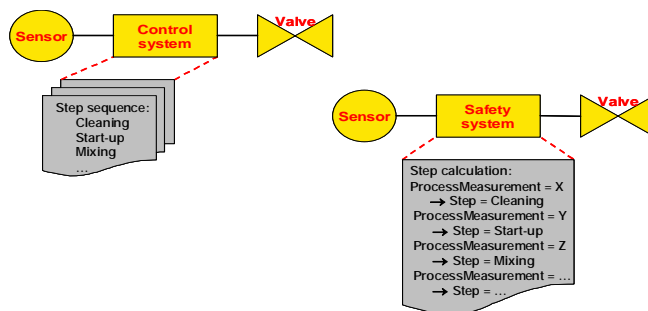 Sensor
Control
system
Valve
Step sequence:
Cleaning
Start-up
Mixing
...
Sensor
Safety
system
Valve
Step calculation:
ProcessMeasurement = X
→ Step = Cleaning
ProcessMeasurement = Y
→ Step = Start-up
ProcessMeasurement = Z
→ Step = Mixing
ProcessMeasurement = ...
→ Step = ...